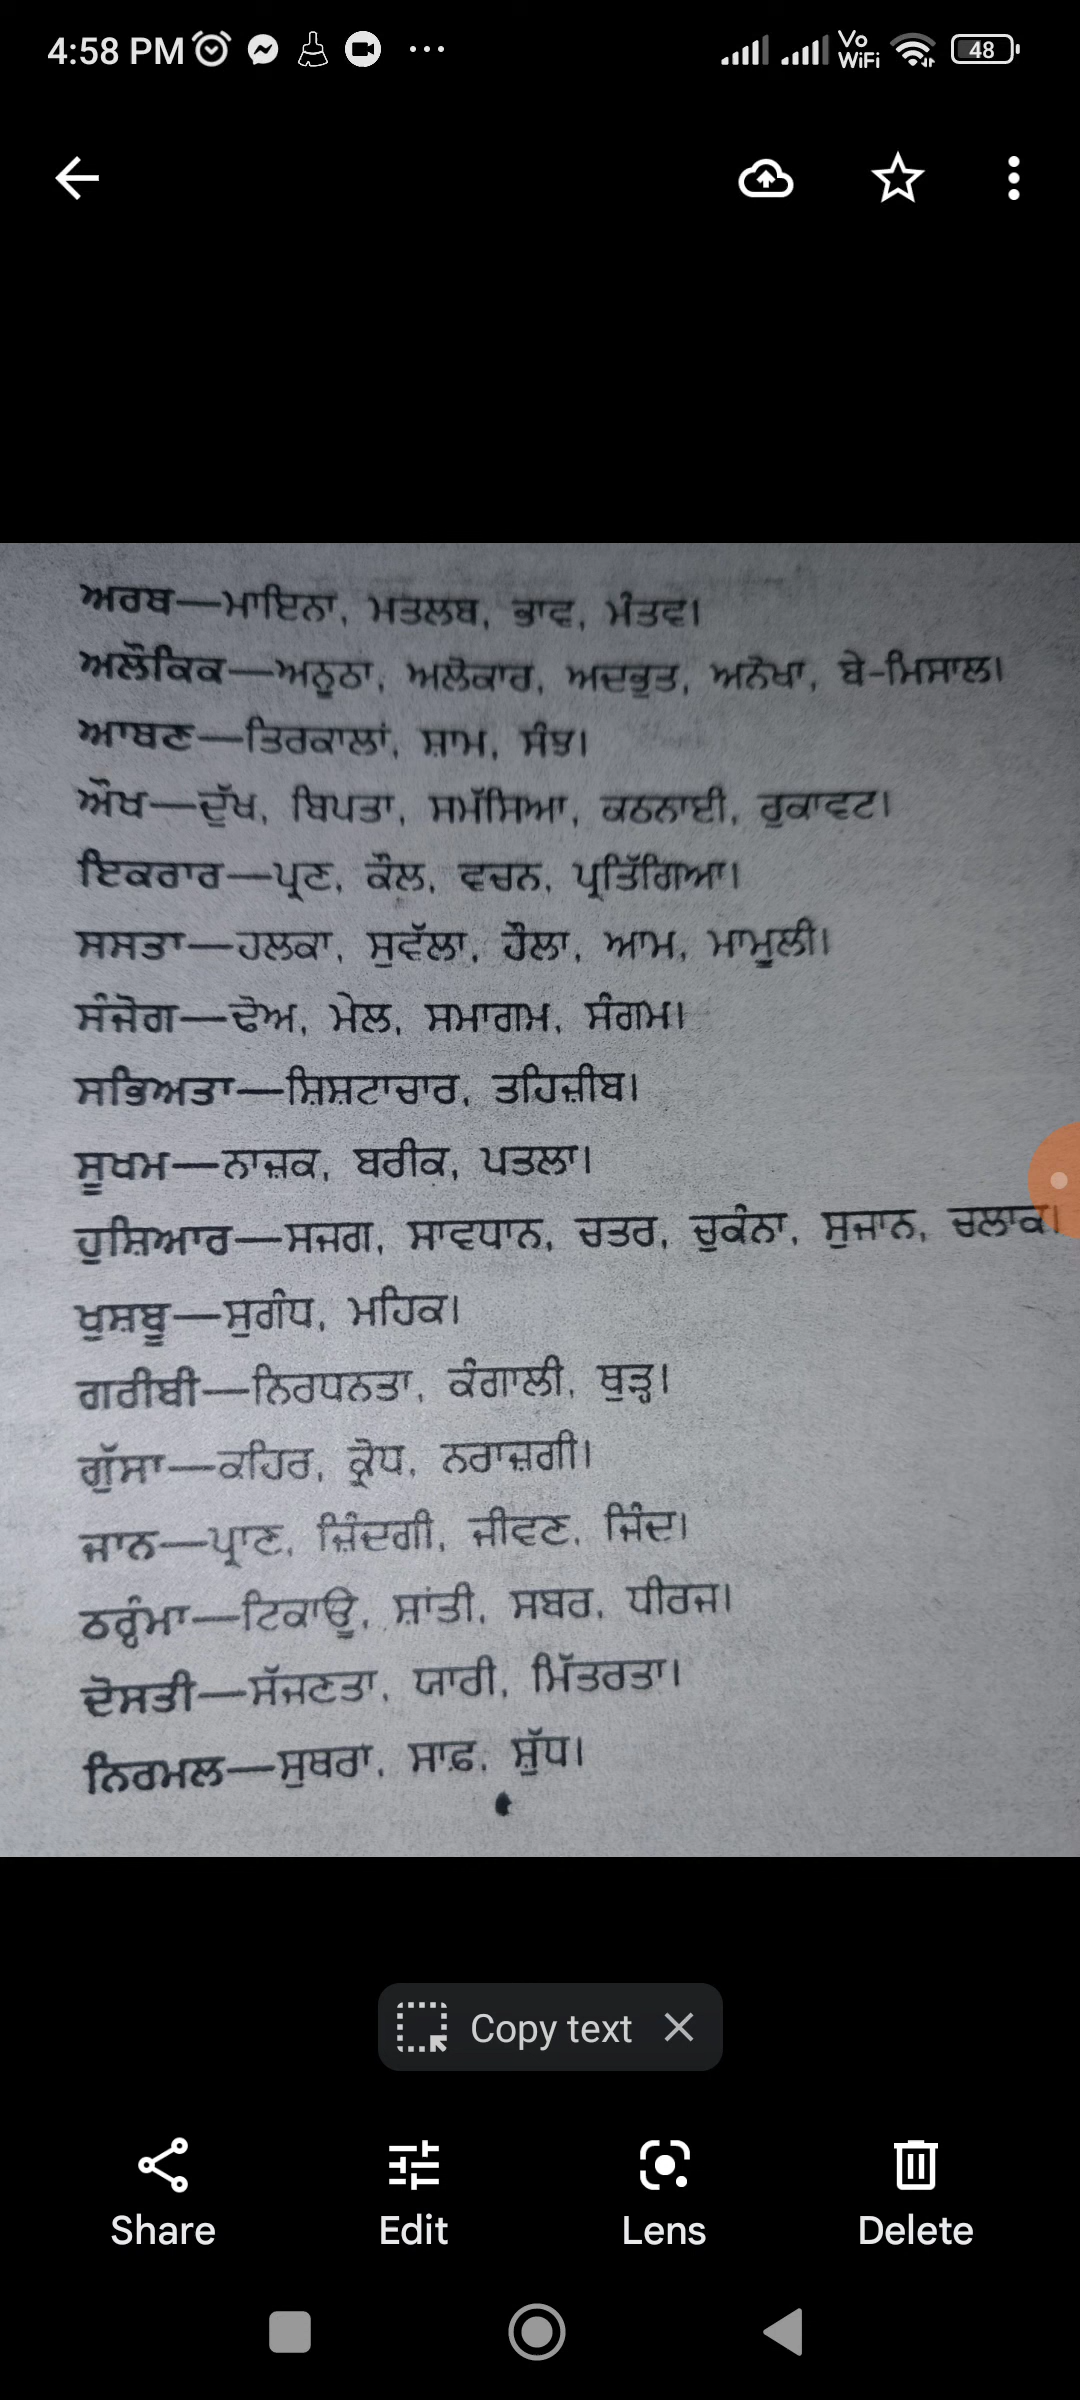 4:58 PM
Vo
WiFi
48
ਅਰਥ—ਮਾਇਨਾ, ਮਤਲਬ, ਭਾਵ, ਮੰਤਵ।
ਅਲੌਕਿਕ—ਅਨੂਠਾ, ਅਲੋਕਾਰ, ਅਦਭੁਤ, ਅਨੋਖਾ, ਬੇ-ਮਿਸਾਲ।
ਆਥਣ—ਤਿਰਕਾਲਾਂ, ਸ਼ਾਮ, ਸੰਝ।
ਔਖ—ਦੁੱਖ, ਬਿਪਤਾ, ਸਮੱਸਿਆ, ਕਠਨਾਈ, ਰੁਕਾਵਟ।
ਇਕਰਾਰ—ਪ੍ਰਣ, ਕੌਲ, ਵਚਨ, ਪ੍ਰਤਿੱਗਿਆ।
ਸਸਤਾ—ਹਲਕਾ, ਸੁਵੱਲਾ, ਹੌਲਾ, ਆਮ, ਮਾਮੂਲੀ।
ਸੰਜੋਗ—ਢੋਅ, ਮੇਲ, ਸਮਾਗਮ, ਸੰਗਮ।
ਸਭਿਅਤਾ—ਸ਼ਿਸ਼ਟਾਚਾਰ, ਤਹਿਜ਼ੀਬ।
ਸੂਖਮ—ਨਾਜ਼ਕ, ਬਰੀਕ, ਪਤਲਾ।
ਹੁਸ਼ਿਆਰ—ਸਜਗ, ਸਾਵਧਾਨ, ਚਤਰ, ਚੁਕੰਨਾ, ਸੁਜਾਨ, ਚਲਾਕ।
ਖੁਸ਼ਬੂ—ਸੁਗੰਧ, ਮਹਿਕ।
ਗਰੀਬੀ—ਨਿਰਧਨਤਾ, ਕੰਗਾਲੀ, ਥੁੜ੍ਹ।
ਗੁੱਸਾ—ਕਹਿਰ, ਕ੍ਰੋਧ, ਨਰਾਜ਼ਗੀ।
ਜਾਨ—ਪ੍ਰਾਣ, ਜ਼ਿੰਦਗੀ, ਜੀਵਣ, ਜਿੰਦ।
ਠਰ੍ਹੰਮਾ—ਟਿਕਾਊ, ਸ਼ਾਂਤੀ, ਸਬਰ, ਧੀਰਜ।
ਦੋਸਤੀ—ਸੱਜਣਤਾ, ਯਾਰੀ, ਮਿੱਤਰਤਾ।
ਨਿਰਮਲ—ਸੁਥਰਾ, ਸਾਫ਼, ਸ਼ੁੱਧ।
Copy text
Share Edit Lens Delete